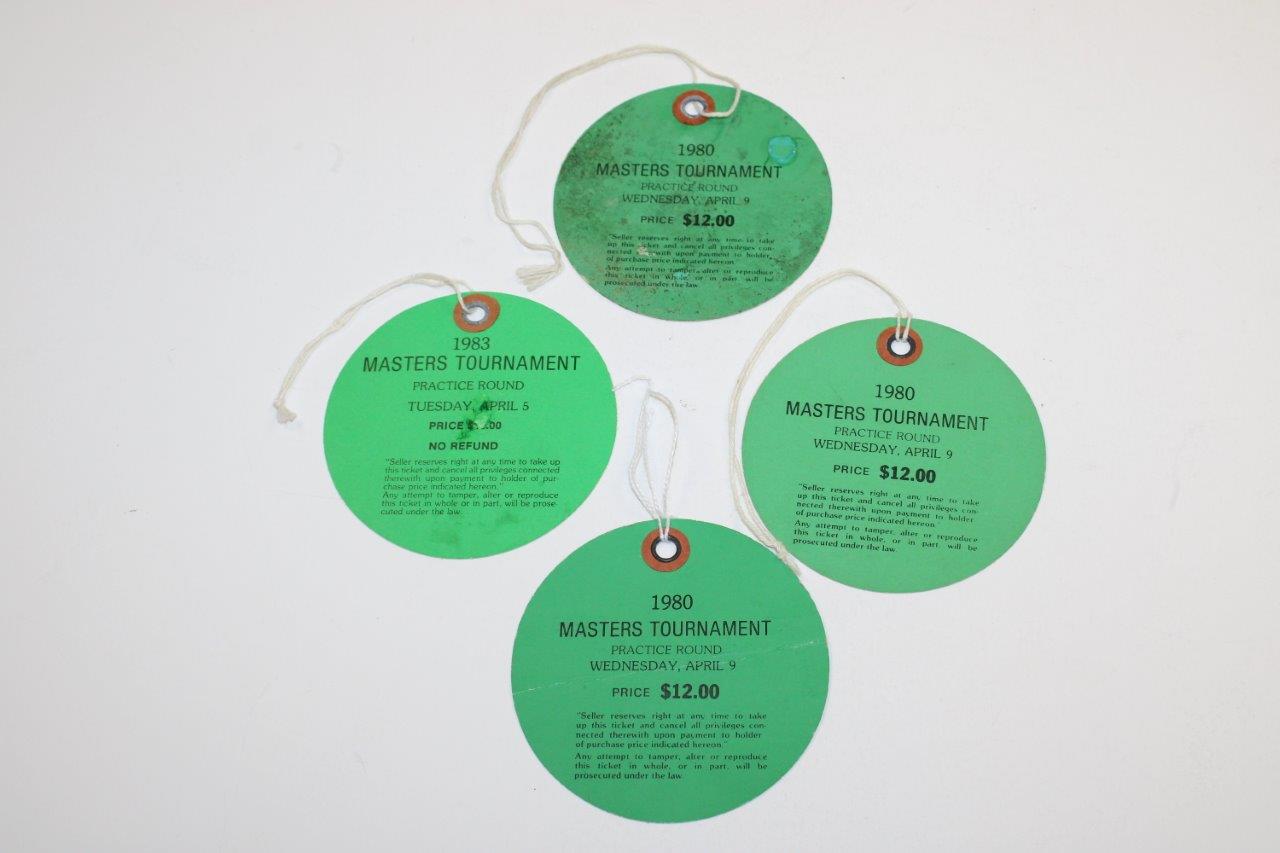 1980
MASTERS TOURNAMENT
PRACTICE ROUND
WEDNESDAY, APRIL 9
PRICE $12.00
"Seller reserves right at any time to take
up this ticket and cancel all privileges con-
nected therewith upon payment to holder
of purchase price indicated hereon."
Any attempt to tamper, alter or reproduce
this ticket in whole, or in part, will be
prosecuted under the law.
1983
MASTERS TOURNAMENT
PRACTICE ROUND
TUESDAY, APRIL 5
PRICE
NO REFUND
"Seller reserves right at any time to take up
this ticket and cancel all privileges connected
therewith upon payment to holder of pur-
chase price indicated hereon."
Any attempt to tamper, alter or reproduce
this ticket in whole or in part, will be prose-
cuted under the law.
1980
MASTERS TOURNAMENT
PRACTICE ROUND
WEDNESDAY, APRIL 9
PRICE $12.00
"Seller reserves right at any time to take
up this ticket and cancel all privileges con-
nected therewith upon payment to holder
of purchase price indicated hereon."
Any attempt to tamper, alter or reproduce
this ticket in whole, or in part, will be
prosecuted under the law.
1980
MASTERS TOURNAMENT
PRACTICE ROUND
WEDNESDAY, APRIL 9
PRICE $12.00
"Seller reserves right at any time to take
up this ticket and cancel all privileges con-
nected therewith upon payment to holder
of purchase price indicated hereon."
Any attempt to tamper, alter or reproduce
this ticket in whole, or in part, will be
prosecuted under the law.